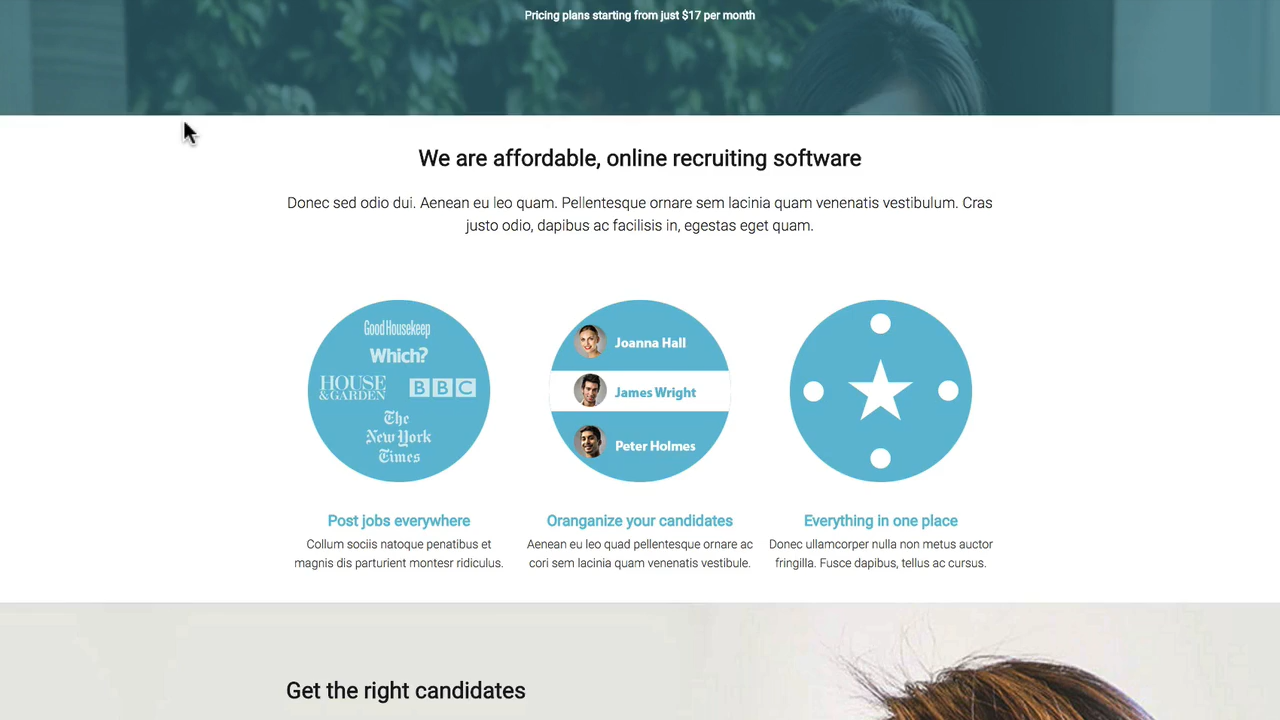 Pricing plans starting from just $17 per month
We are affordable, online recruiting software
Donec sed odio dui. Aenean eu leo quam. Pellentesque ornare sem lacinia quam venenatis vestibulum. Cras
justo odio, dapibus ac facilisis in, egestas eget quam.
Good Housekeep
Which?
HOUSE
& GARDEN
BBC
The
New York
Times
Joanna Hall
James Wright
Peter Holmes
Post jobs everywhere
Collum sociis natoque penatibus et
magnis dis parturient montesr ridiculus.
Oranganize your candidates
Aenean eu leo quad pellentesque ornare ac
cori sem lacinia quam venenatis vestibule.
Everything in one place
Donec ullamcorper nulla non metus auctor
fringilla. Fusce dapibus, tellus ac cursus.
Get the right candidates